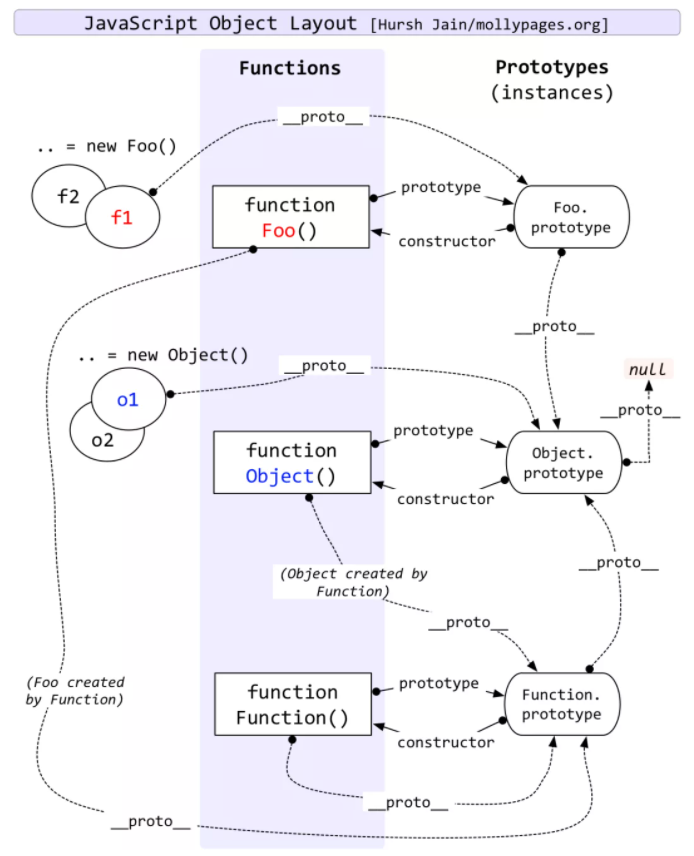 JavaScript Object Layout [Hursh Jain/mollypages.org]
Functions
Prototypes
(instances)
__proto__
.. = new Foo()
f2
f1
function
Foo()
prototype
constructor
Foo.
prototype
__proto__
.. = new Object()
__proto__
null
__proto__
o1
o2
function
Object()
prototype
constructor
Object.
prototype
(Object created by
Function)
__proto__
__proto__
(Foo created
by Function)
function
Function()
prototype
constructor
Function.
prototype
__proto__
__proto__